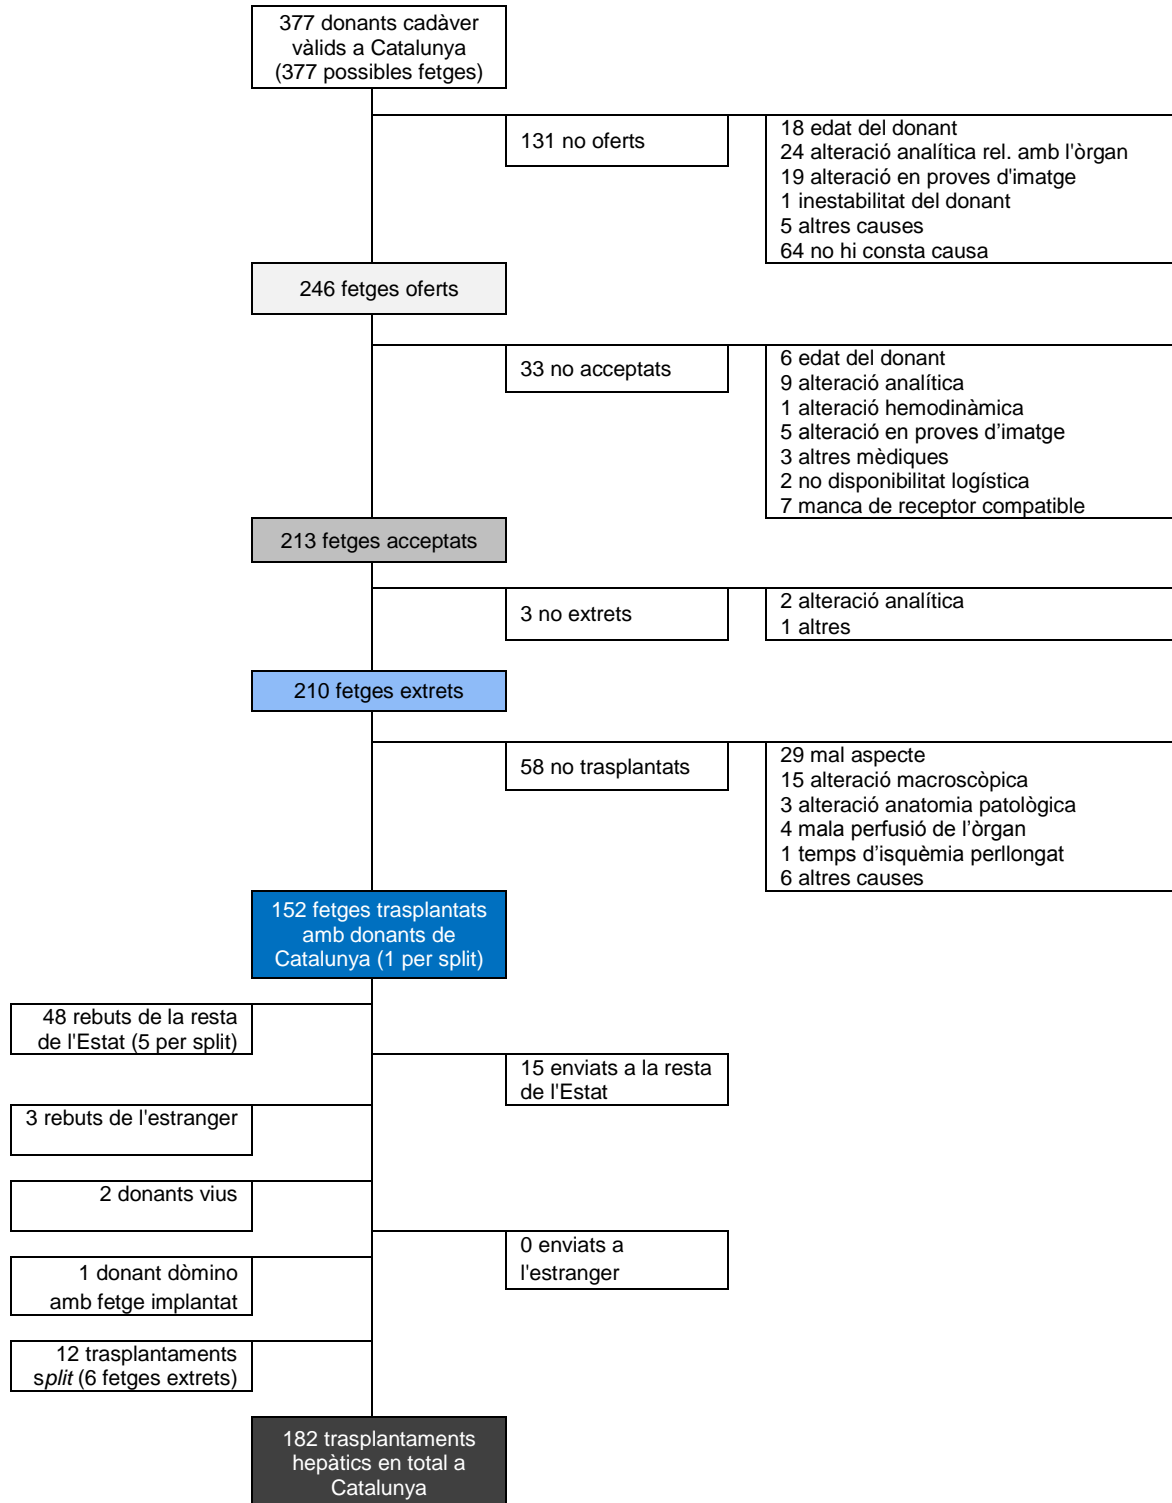 377 donants cadàver
vàlids a Catalunya
(377 possibles fetges)
131 no oferts
18 edat del donant
24 alteració analítica rel. amb l'òrgan
19 alteració en proves d'imatge
1 inestabilitat del donant
5 altres causes
64 no hi consta causa
246 fetges oferts
33 no acceptats
6 edat del donant
9 alteració analítica
1 alteració hemodinàmica
5 alteració en proves d’imatge
3 altres mèdiques
2 no disponibilitat logística
7 manca de receptor compatible
213 fetges acceptats
3 no extrets
2 alteració analítica
1 altres
210 fetges extrets
58 no trasplantats
29 mal aspecte
15 alteració macroscòpica
3 alteració anatomia patològica
4 mala perfusió de l’òrgan
1 temps d’isquèmia perllongat
6 altres causes
152 fetges trasplantats
amb donants de
Catalunya (1 per split)
48 rebuts de la resta
de l'Estat (5 per split)
15 enviats a la resta
de l'Estat
3 rebuts de l'estranger
2 donants vius
0 enviats a
l'estranger
1 donant dòmino
amb fetge implantat
12 trasplantaments
split (6 fetges extrets)
182 trasplantaments
hepàtics en total a
Catalunya